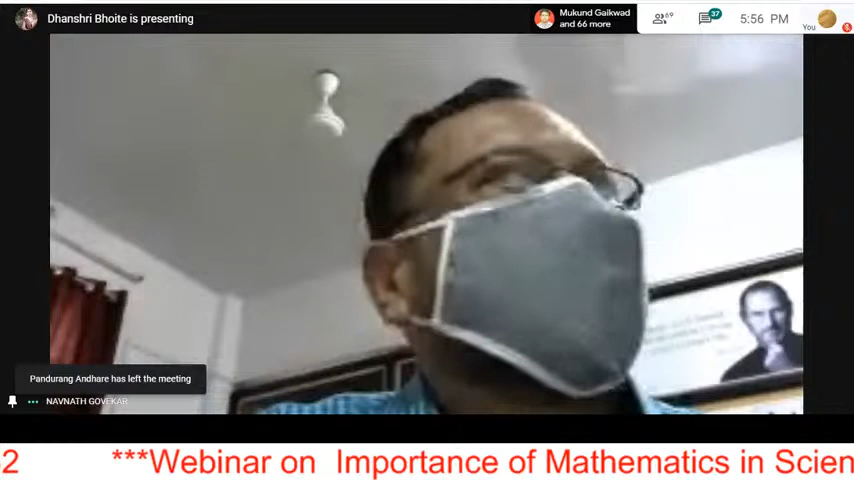 Dhanshri Bhoite is presenting
Mukund Gaikwad
and 66 more
69
37
5:56 PM
You
Pandurang Andhare has left the meeting
NAVNATH GOVEKAR
2 ***Webinar on Importance of Mathematics in Scien